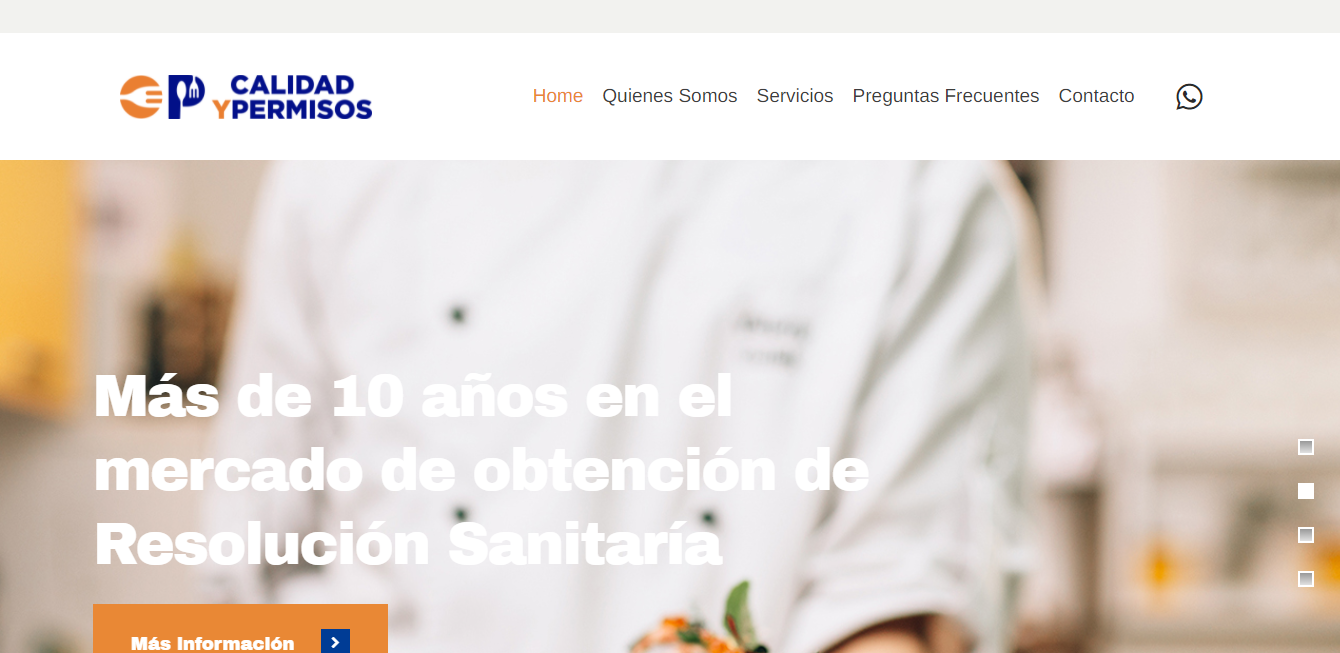 CALIDAD
YPERMISOS
Home Quienes Somos Servicios Preguntas Frecuentes Contacto
Más de 10 años en el
mercado de obtención de
Resolución Sanitaría
Más Información